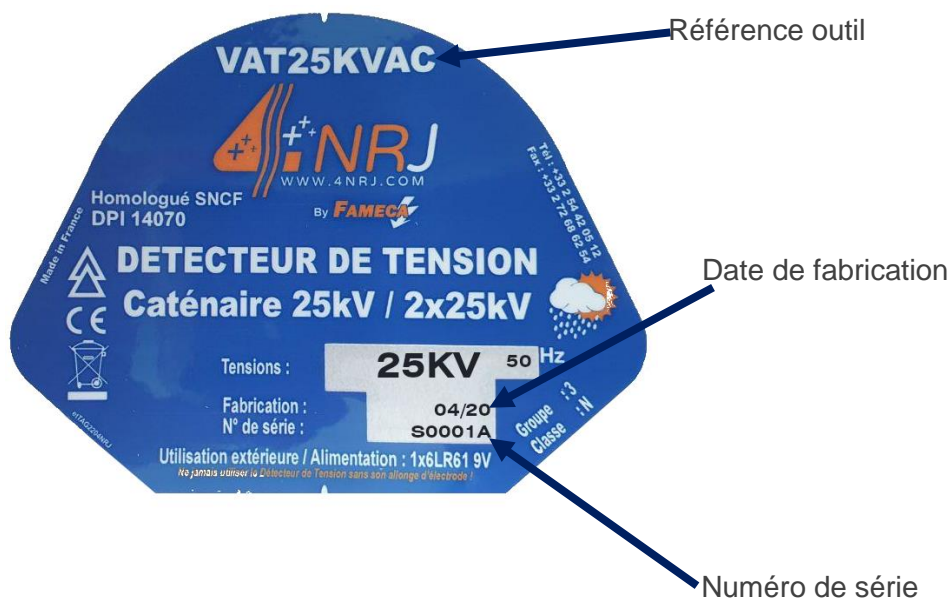 Référence outil
VAT25KVAC
4NRJ
WWW.4NRJ.COM
By FAMECA
Tél : +33 2 54 42 05 12
Fax : +33 2 72 68 62 54
Homologué SNCF
DPI 14070
Made in France
DETECTEUR DE TENSION
Caténaire 25kV / 2x25kV
Date de fabrication
CE
Tensions : 25KV 50 Hz
Fabrication : 04/20
N° de série : S0001A
Groupe : 3
Classe : N
etTAG2204NRJ
Utilisation extérieure / Alimentation : 1x6LR61 9V
Ne jamais utiliser le Détecteur de Tension sans son allonge d'électrode !
Numéro de série